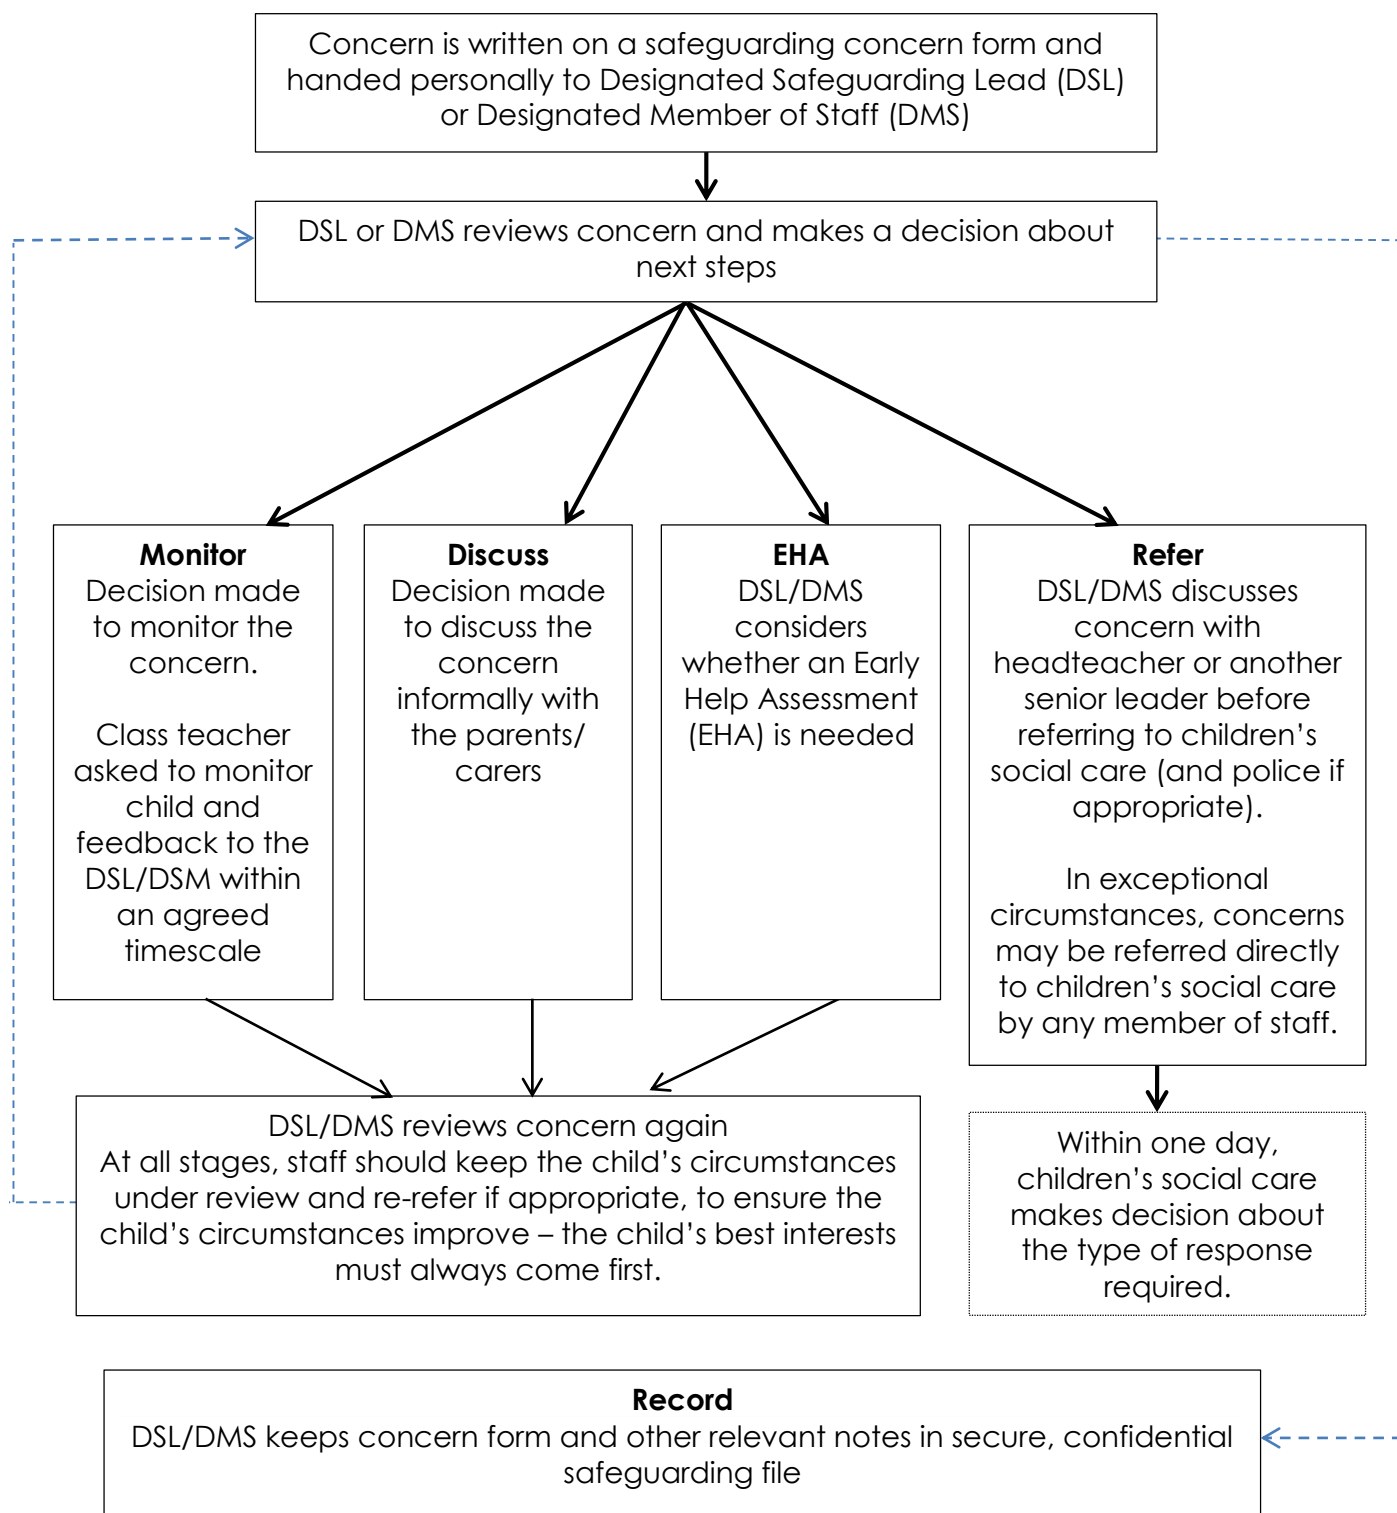 Concern is written on a safeguarding concern form and
handed personally to Designated Safeguarding Lead (DSL)
or Designated Member of Staff (DMS)
DSL or DMS reviews concern and makes a decision about
next steps
Monitor
Decision made
to monitor the
concern.
Class teacher
asked to monitor
child and
feedback to the
DSL/DSM within
an agreed
timescale
Discuss
Decision made
to discuss the
concern
informally with
the parents/
carers
EHA
DSL/DMS
considers
whether an Early
Help Assessment
(EHA) is needed
Refer
DSL/DMS discusses
concern with
headteacher or another
senior leader before
referring to children’s
social care (and police if
appropriate).
In exceptional
circumstances, concerns
may be referred directly
to children’s social care
by any member of staff.
DSL/DMS reviews concern again
At all stages, staff should keep the child’s circumstances
under review and re-refer if appropriate, to ensure the
child’s circumstances improve – the child’s best interests
must always come first.
Within one day,
children’s social care
makes decision about
the type of response
required.
Record
DSL/DMS keeps concern form and other relevant notes in secure, confidential
safeguarding file